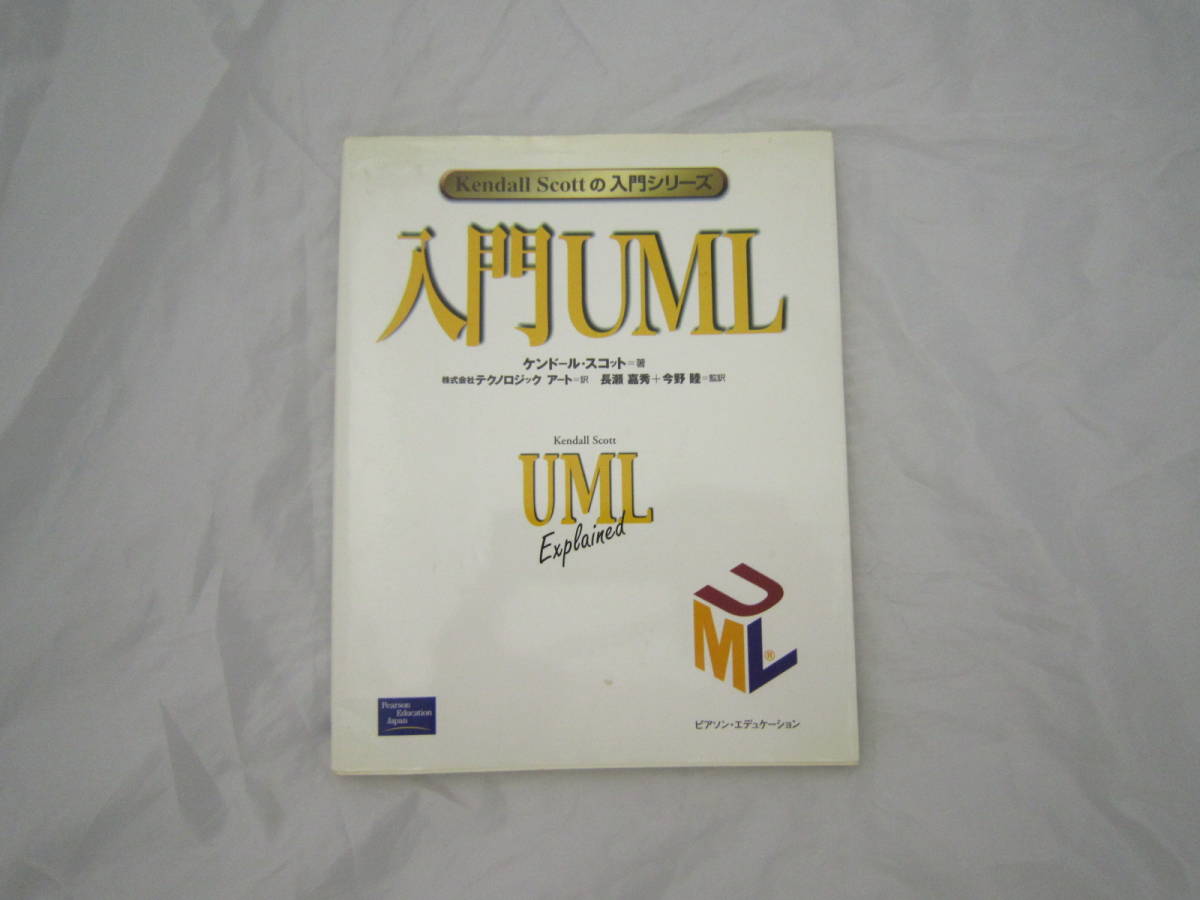 Kendall Scottの入門シリーズ
入門UML
ケンドール・スコット=著
株式会社テクノロジック アート=訳 長瀬 嘉秀+今野 睦=監訳
Kendall Scott
UML
Explained
U
ML®
Pearson
Education
Japan
ピアソン・エデュケーション